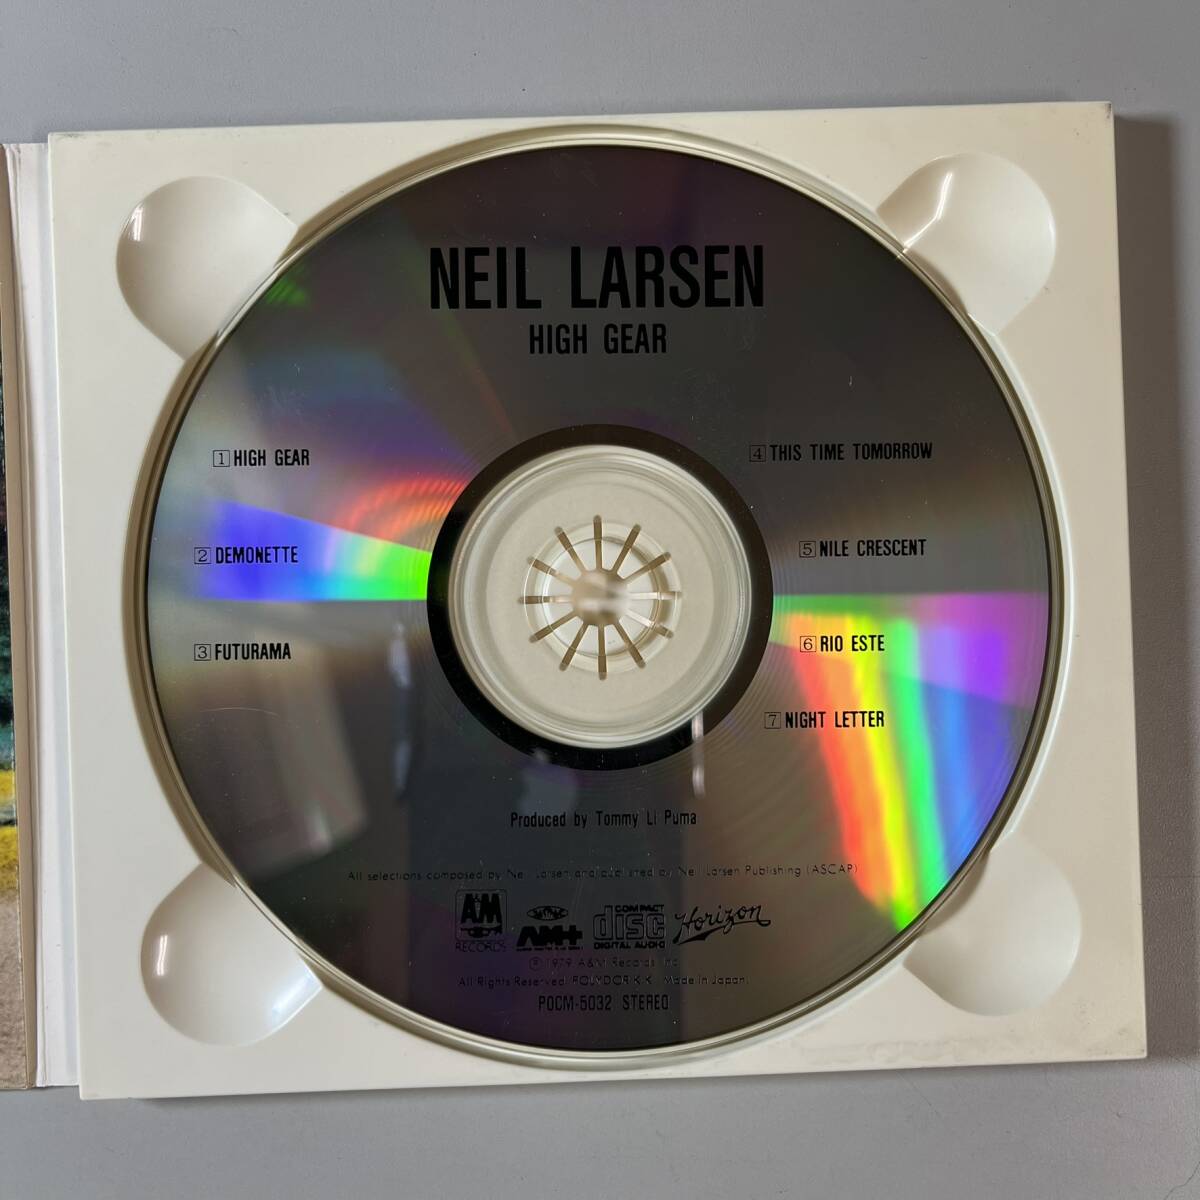 NEIL LARSEN
HIGH GEAR
1 HIGH GEAR
2 DEMONETTE
3 FUTURAMA
4 THIS TIME TOMORROW
5 NILE CRESCENT
6 RIO ESTE
7 NIGHT LETTER
Produced by Tommy Li Puma
All selections composed by Neil Larsen and published by Neil Larsen Publishing (ASCAP)
A&M
RECORDS
AM+
COMPACT
disc
DIGITAL AUDIO
Horizon
℗ 1979 A&M Records Inc.
All Rights Reserved. POLYDOR K.K. Made in Japan.
POCM-5032 STEREO